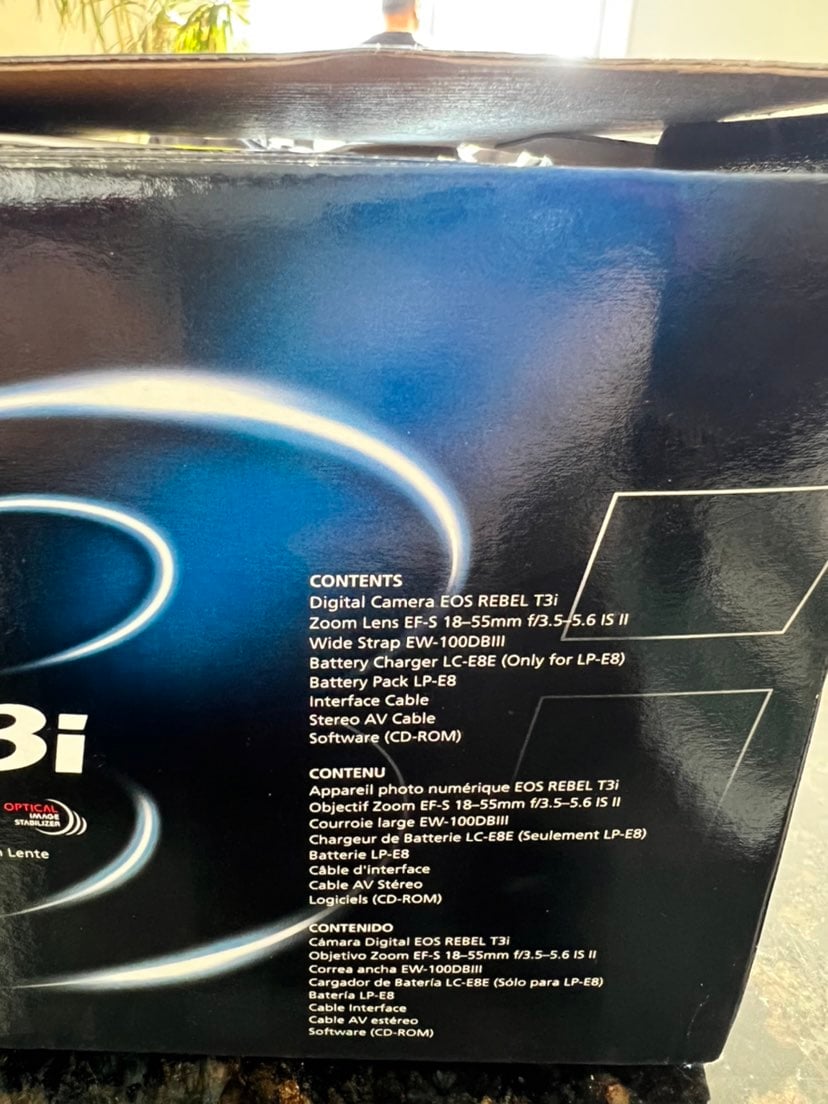 CONTENTS
Digital Camera EOS REBEL T3i
Zoom Lens EF-S 18–55mm f/3.5–5.6 IS II
Wide Strap EW-100DBIII
Battery Charger LC-E8E (Only for LP-E8)
Battery Pack LP-E8
Interface Cable
Stereo AV Cable
Software (CD-ROM)
3i
OPTICAL
IMAGE
STABILIZER
Lente
CONTENU
Appareil photo numérique EOS REBEL T3i
Objectif Zoom EF-S 18–55mm f/3.5–5.6 IS II
Courroie large EW-100DBIII
Chargeur de Batterie LC-E8E (Seulement LP-E8)
Batterie LP-E8
Câble d'interface
Cable AV Stéreo
Logiciels (CD-ROM)
CONTENIDO
Cámara Digital EOS REBEL T3i
Objetivo Zoom EF-S 18–55mm f/3.5–5.6 IS II
Correa ancha EW-100DBIII
Cargador de Batería LC-E8E (Sólo para LP-E8)
Batería LP-E8
Cable Interface
Cable AV estéreo
Software (CD-ROM)